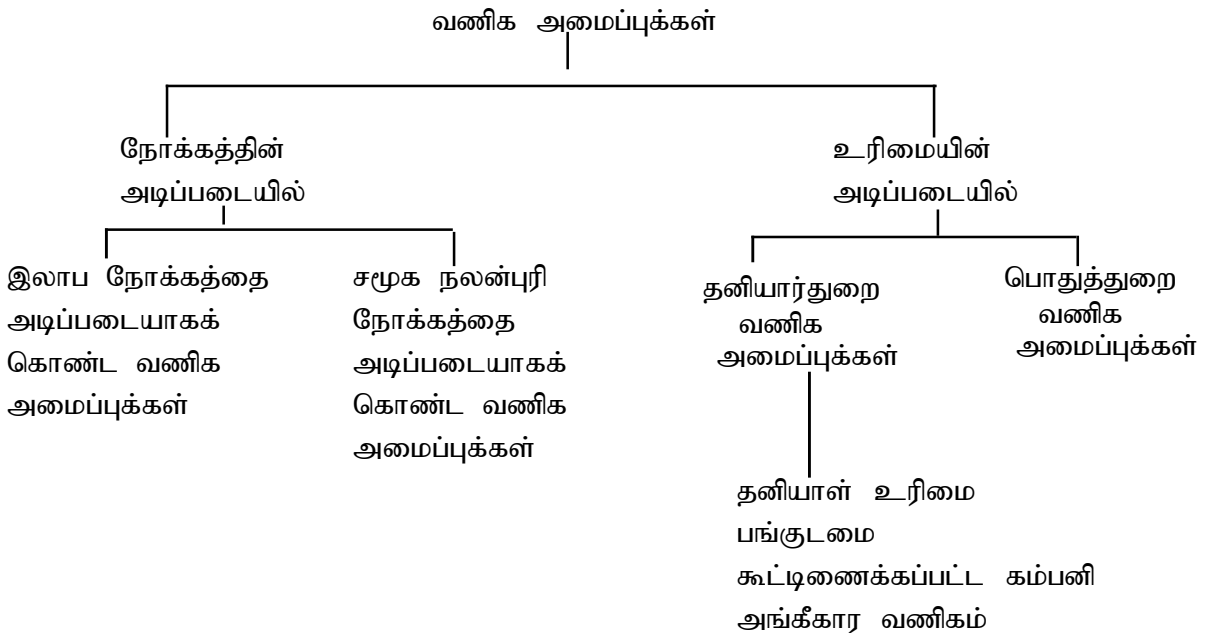 வணிக அமைப்புக்கள்
நோக்கத்தின்
அடிப்படையில்
உரிமையின்
அடிப்படையில்
இலாப நோக்கத்தை
அடிப்படையாகக்
கொண்ட வணிக
அமைப்புக்கள்
சமூக நலன்புரி
நோக்கத்தை
அடிப்படையாகக்
கொண்ட வணிக
அமைப்புக்கள்
தனியார்துறை
வணிக
அமைப்புக்கள்
பொதுத்துறை
வணிக
அமைப்புக்கள்
தனியாள் உரிமை
பங்குடமை
கூட்டிணைக்கப்பட்ட கம்பனி
அங்கீகார வணிகம்